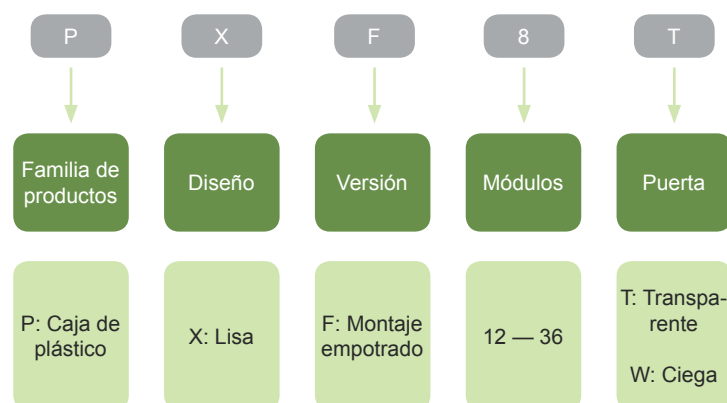 P
X
F
8
T
Familia de
productos
Diseño
Versión
Módulos
Puerta
P: Caja de
plástico
X: Lisa
F: Montaje
empotrado
12 — 36
T: Transpa-
rente
W: Ciega